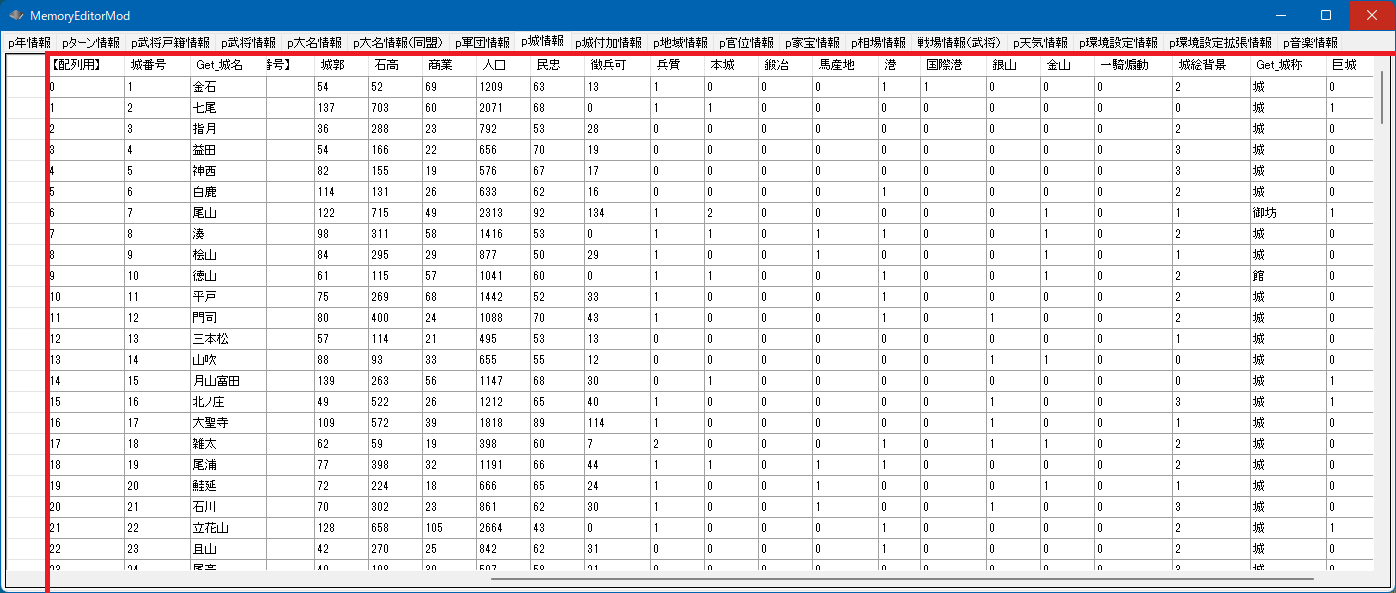 MemoryEditorMod
p年情報 pターン情報 p武将戸籍情報 p武将情報 p大名情報 p大名情報(同盟) p軍団情報 p城情報 p城付加情報 p地域情報 p官位情報 p家宝情報 p相場情報 戦場情報(武将) p天気情報 p環境設定情報 p環境設定拡張情報 p音楽情報
【配列用】 城番号 Get_城名 番号】 城郭 石高 商業 人口 民忠 徴兵可 兵質 本城 鍛冶 馬産地 港 国際港 銀山 金山 一騎煽動 城絵背景 Get_城称 巨城
0 1 金石 54 52 69 1209 63 13 1 0 0 0 1 1 0 0 0 2 城 0
1 2 七尾 137 703 60 2071 68 0 1 1 0 0 0 0 0 0 0 0 城 1
2 3 指月 36 288 23 792 53 28 0 0 0 0 0 0 0 0 0 2 城 0
3 4 益田 54 166 22 656 70 19 0 0 0 0 0 0 0 0 0 3 城 0
4 5 神西 82 155 19 576 67 17 0 0 0 0 0 0 0 0 0 3 城 0
5 6 白鹿 114 131 26 633 62 16 0 0 0 0 1 0 0 0 0 2 城 0
6 7 尾山 122 715 49 2313 92 134 1 2 0 0 0 0 0 1 0 1 御坊 1
7 8 湊 98 311 58 1416 53 0 1 1 0 1 1 0 0 1 0 2 城 0
8 9 桧山 84 295 29 877 50 29 1 0 0 1 0 0 0 1 0 1 城 0
9 10 徳山 61 115 57 1041 60 0 1 1 0 0 1 0 0 1 0 2 館 0
10 11 平戸 75 269 68 1442 52 33 1 0 0 0 1 0 0 0 0 2 城 0
11 12 門司 80 400 24 1088 70 43 1 0 0 0 1 0 1 0 0 2 城 0
12 13 三本松 57 114 21 495 53 13 0 0 0 0 0 0 0 0 0 0 城 0
13 14 山吹 88 93 33 655 55 12 0 0 0 0 0 0 1 1 0 0 城 0
14 15 月山富田 139 263 56 1147 68 30 0 1 0 0 0 0 0 0 0 0 城 1
15 16 北ノ庄 49 522 26 1212 65 40 1 0 0 0 0 0 1 0 0 3 城 1
16 17 大聖寺 109 572 39 1818 89 114 1 0 0 0 0 0 1 0 0 1 城 0
17 18 雑太 62 59 19 398 60 7 2 0 0 0 1 0 1 1 0 2 城 0
18 19 尾浦 77 398 32 1191 66 44 1 1 0 1 1 0 0 0 0 2 城 0
19 20 鮭延 72 224 18 666 65 24 1 0 0 1 0 0 0 1 0 1 城 0
20 21 石川 70 302 23 861 62 30 1 0 0 1 0 0 1 0 0 3 城 0
21 22 立花山 128 658 105 2664 43 0 1 0 0 0 1 0 0 0 0 2 城 1
22 23 且山 42 270 25 842 62 31 0 0 0 0 1 0 0 0 0 2 城 0